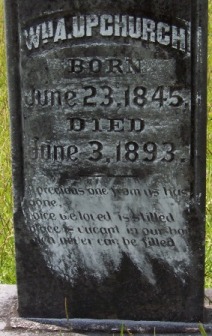 WM.A.UPCHURCH
BORN
June 23, 1845.
DIED
June 3, 1893.
A precious one from us has
gone,
voice we loved is stilled
place is vacant in our
never can be filled